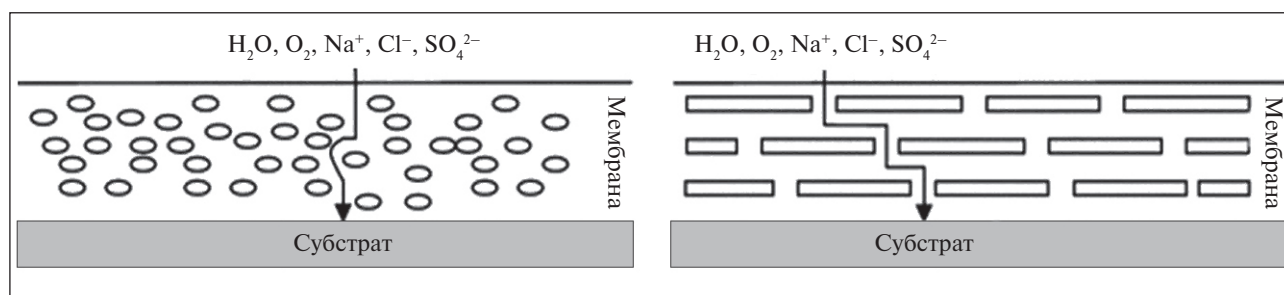 H₂O, O₂, Na⁺, Cl⁻, SO₄²⁻
Мембрана
Субстрат
H₂O, O₂, Na⁺, Cl⁻, SO₄²⁻
Мембрана
Субстрат